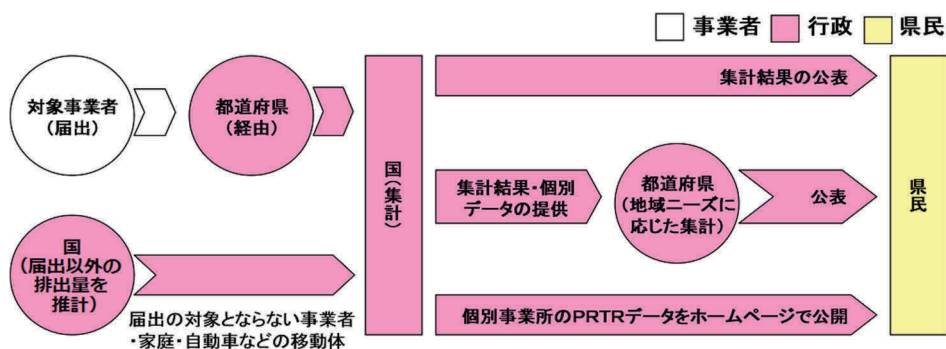 事業者
行政
県民
対象事業者
(届出)
都道府県
(経由)
国(集計)
集計結果の公表
集計結果・個別
データの提供
都道府県
(地域ニーズに
応じた集計)
公表
県民
国
(届出以外の
排出量を
推計)
届出の対象とならない事業者
・家庭・自動車などの移動体
個別事業所のPRTRデータをホームページで公開